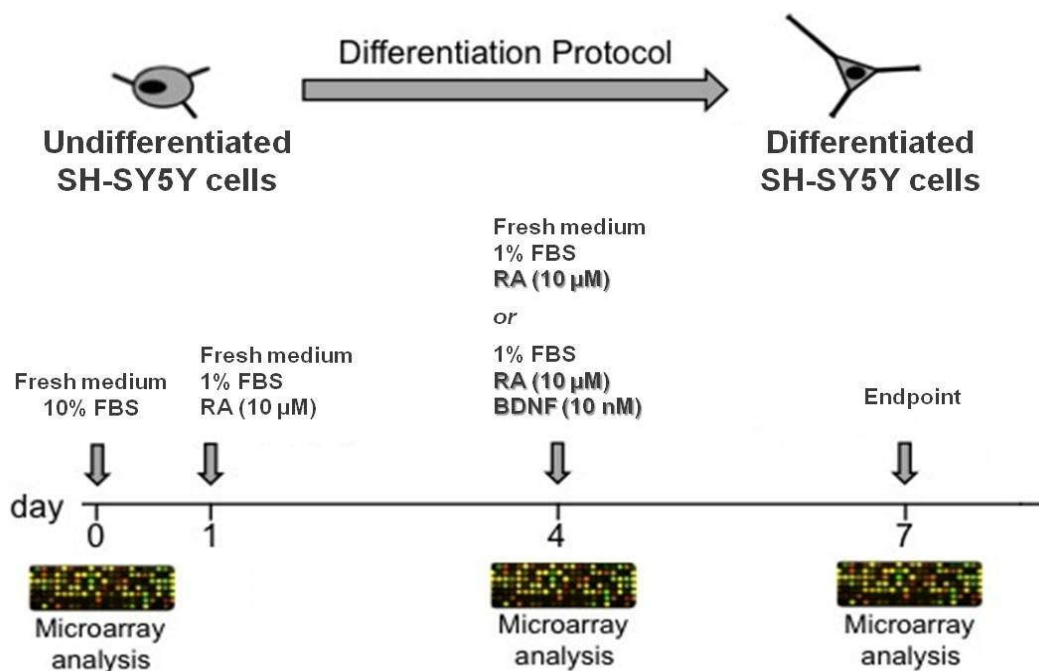 Differentiation Protocol
Undifferentiated
SH-SY5Y cells
Differentiated
SH-SY5Y cells
Fresh medium
10% FBS
Fresh medium
1% FBS
RA (10 µM)
Fresh medium
1% FBS
RA (10 µM)
or
1% FBS
RA (10 µM)
BDNF (10 nM)
Endpoint
day
0
1
4
7
Microarray
analysis
Microarray
analysis
Microarray
analysis